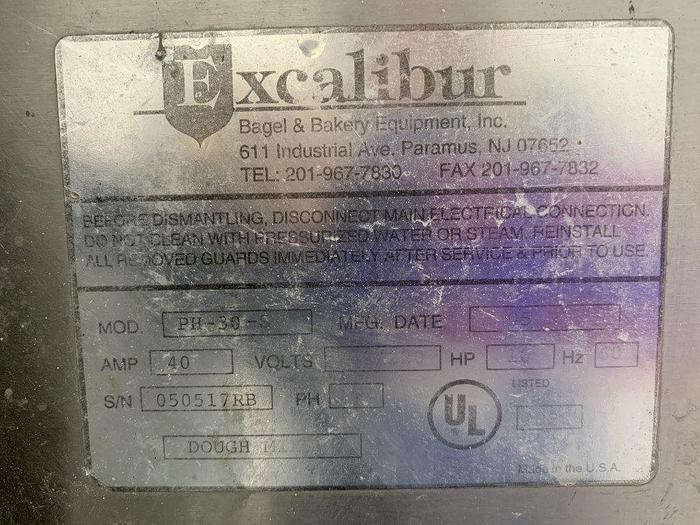 Excalibur
Bagel & Bakery Equipment, Inc.
611 Industrial Ave. Paramus, NJ 07652
TEL: 201-967-7830 FAX 201-967-7832
BEFORE DISMANTLING, DISCONNECT MAIN ELECTRICAL CONNECTION.
DO NOT CLEAN WITH PRESSURIZED WATER OR STEAM. REINSTALL
ALL REMOVED GUARDS IMMEDIATELY AFTER SERVICE & PRIOR TO USE.
MOD. PH-30- MFG. DATE
AMP 40 VOLTS HP Hz
S/N 050517RB PH UL LISTED
DOUGH
Made in the U.S.A.